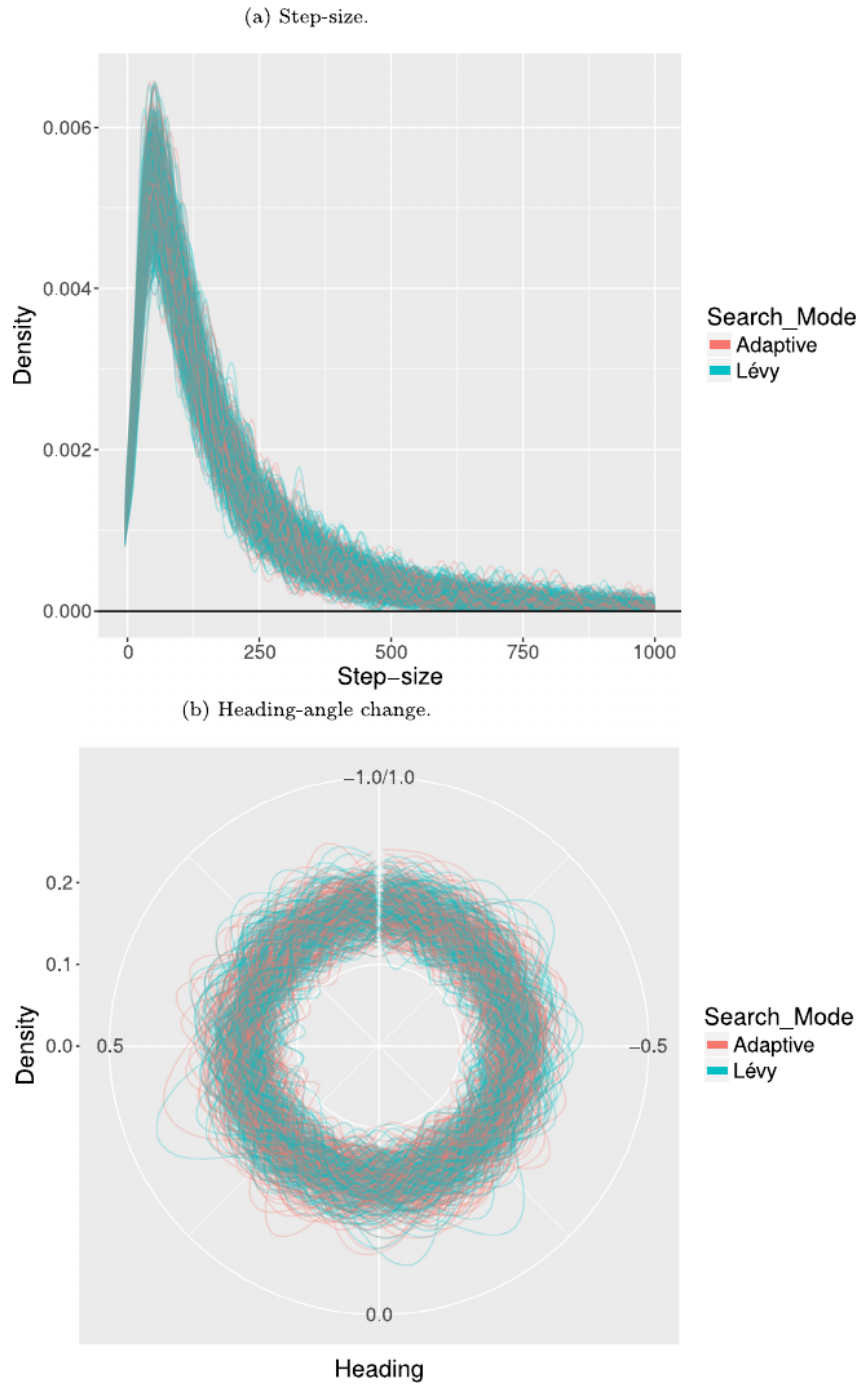 (a) Step-size.
0.006
0.004
0.002
0.000
Density
0 250 500 750 1000
Step-size
Search_Mode
Adaptive
Lévy
(b) Heading-angle change.
-1.0/1.0
0.2
0.1
0.0
0.5
-0.5
0.0
Density
Heading
Search_Mode
Adaptive
Lévy